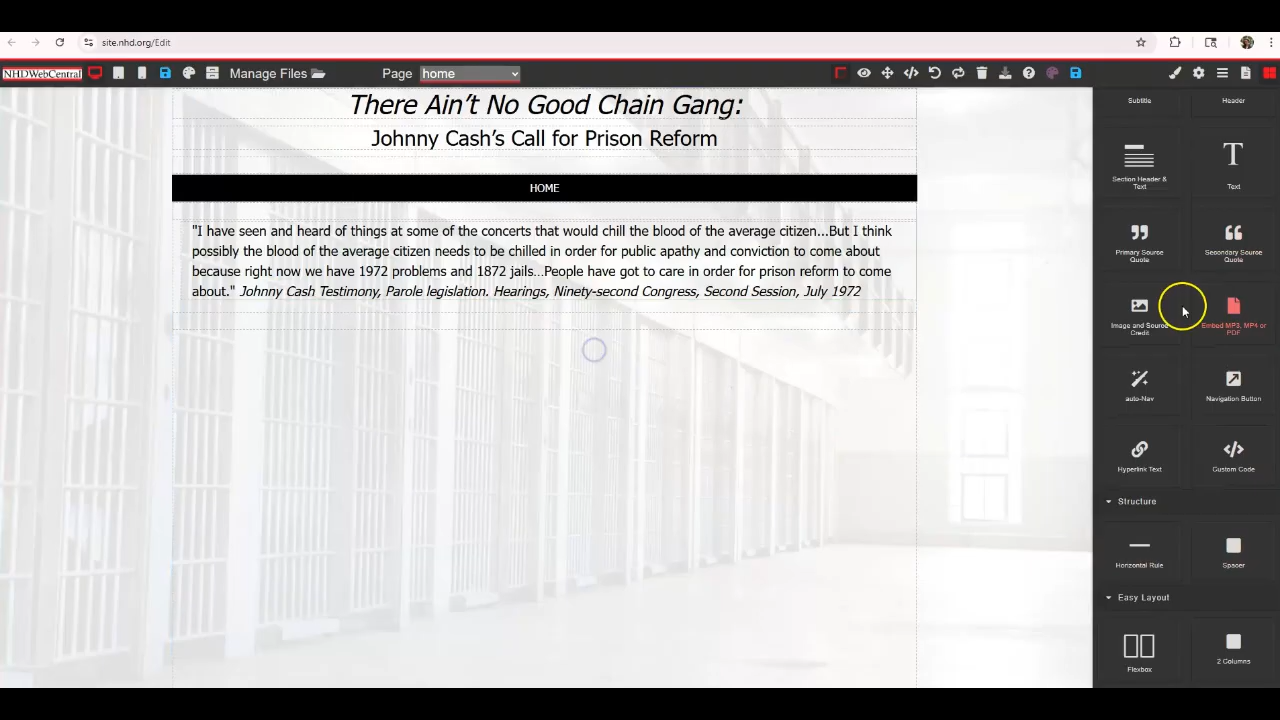 site.nhd.org/Edit
NHDWebCentral
Manage Files
Page
home
There Ain't No Good Chain Gang:
Johnny Cash's Call for Prison Reform
HOME
"I have seen and heard of things at some of the concerts that would chill the blood of the average citizen...But I think
possibly the blood of the average citizen needs to be chilled in order for public apathy and conviction to come about
because right now we have 1972 problems and 1872 jails...People have got to care in order for prison reform to come
about." Johnny Cash Testimony, Parole legislation. Hearings, Ninety-second Congress, Second Session, July 1972
Subtitle
Header
Section Header &
Text
Text
Primary Source
Quote
Secondary Source
Quote
Image and Source
Credit
Embed MP3, MP4 or
PDF
auto-Nav
Navigation Button
Hyperlink Text
Custom Code
Structure
Horizontal Rule
Spacer
Easy Layout
Flexbox
2 Columns